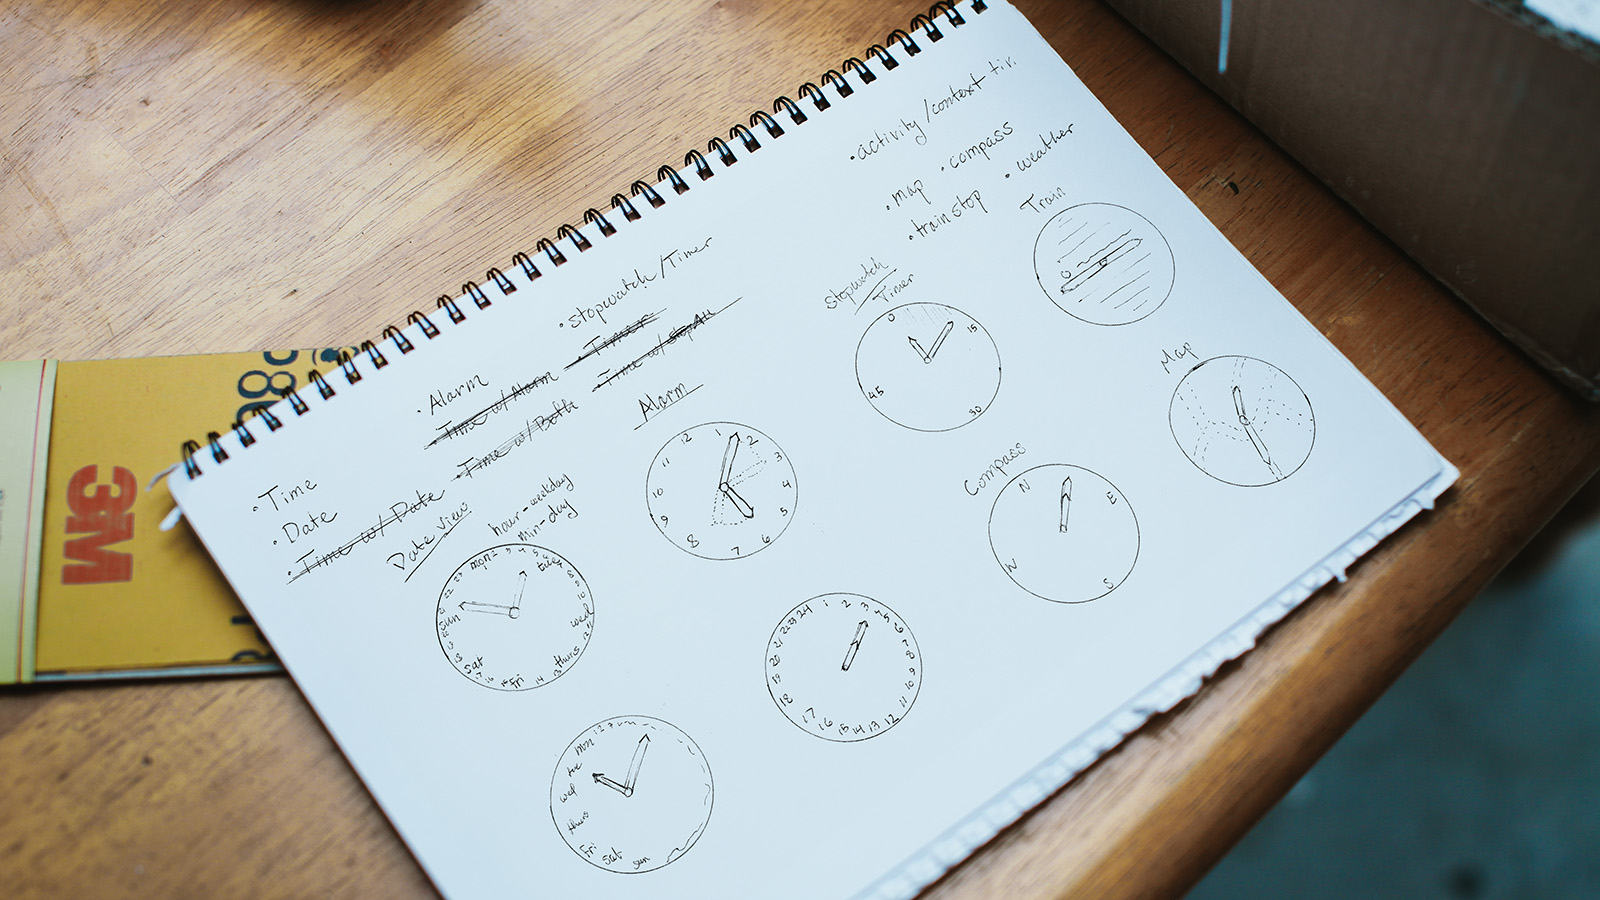 • Time
• Date
• Time w/ Date
• Alarm
• Time w/ Alarm
• Time w/ Both
• Stopwatch/Timer
• Timer
• Time w/
• activity/context
• map
• compass
• train stop
• weather
Date View
hour - weekday
min - day
mon
tues
wed
thurs
Fri
Sat
Sun
Alarm
12 1 2 3 4 5 6 7 8 9 10 11
Stopwatch
Timer
0 15 30 45
Train
Map
Compass
N E S W
1 2 3 4 5 6 7 8 9 10 11 12 13 14 15 16 17 18 19 20 21 22 23 24
mon
tue
wed
thurs
Fri
Sat
sun
3M